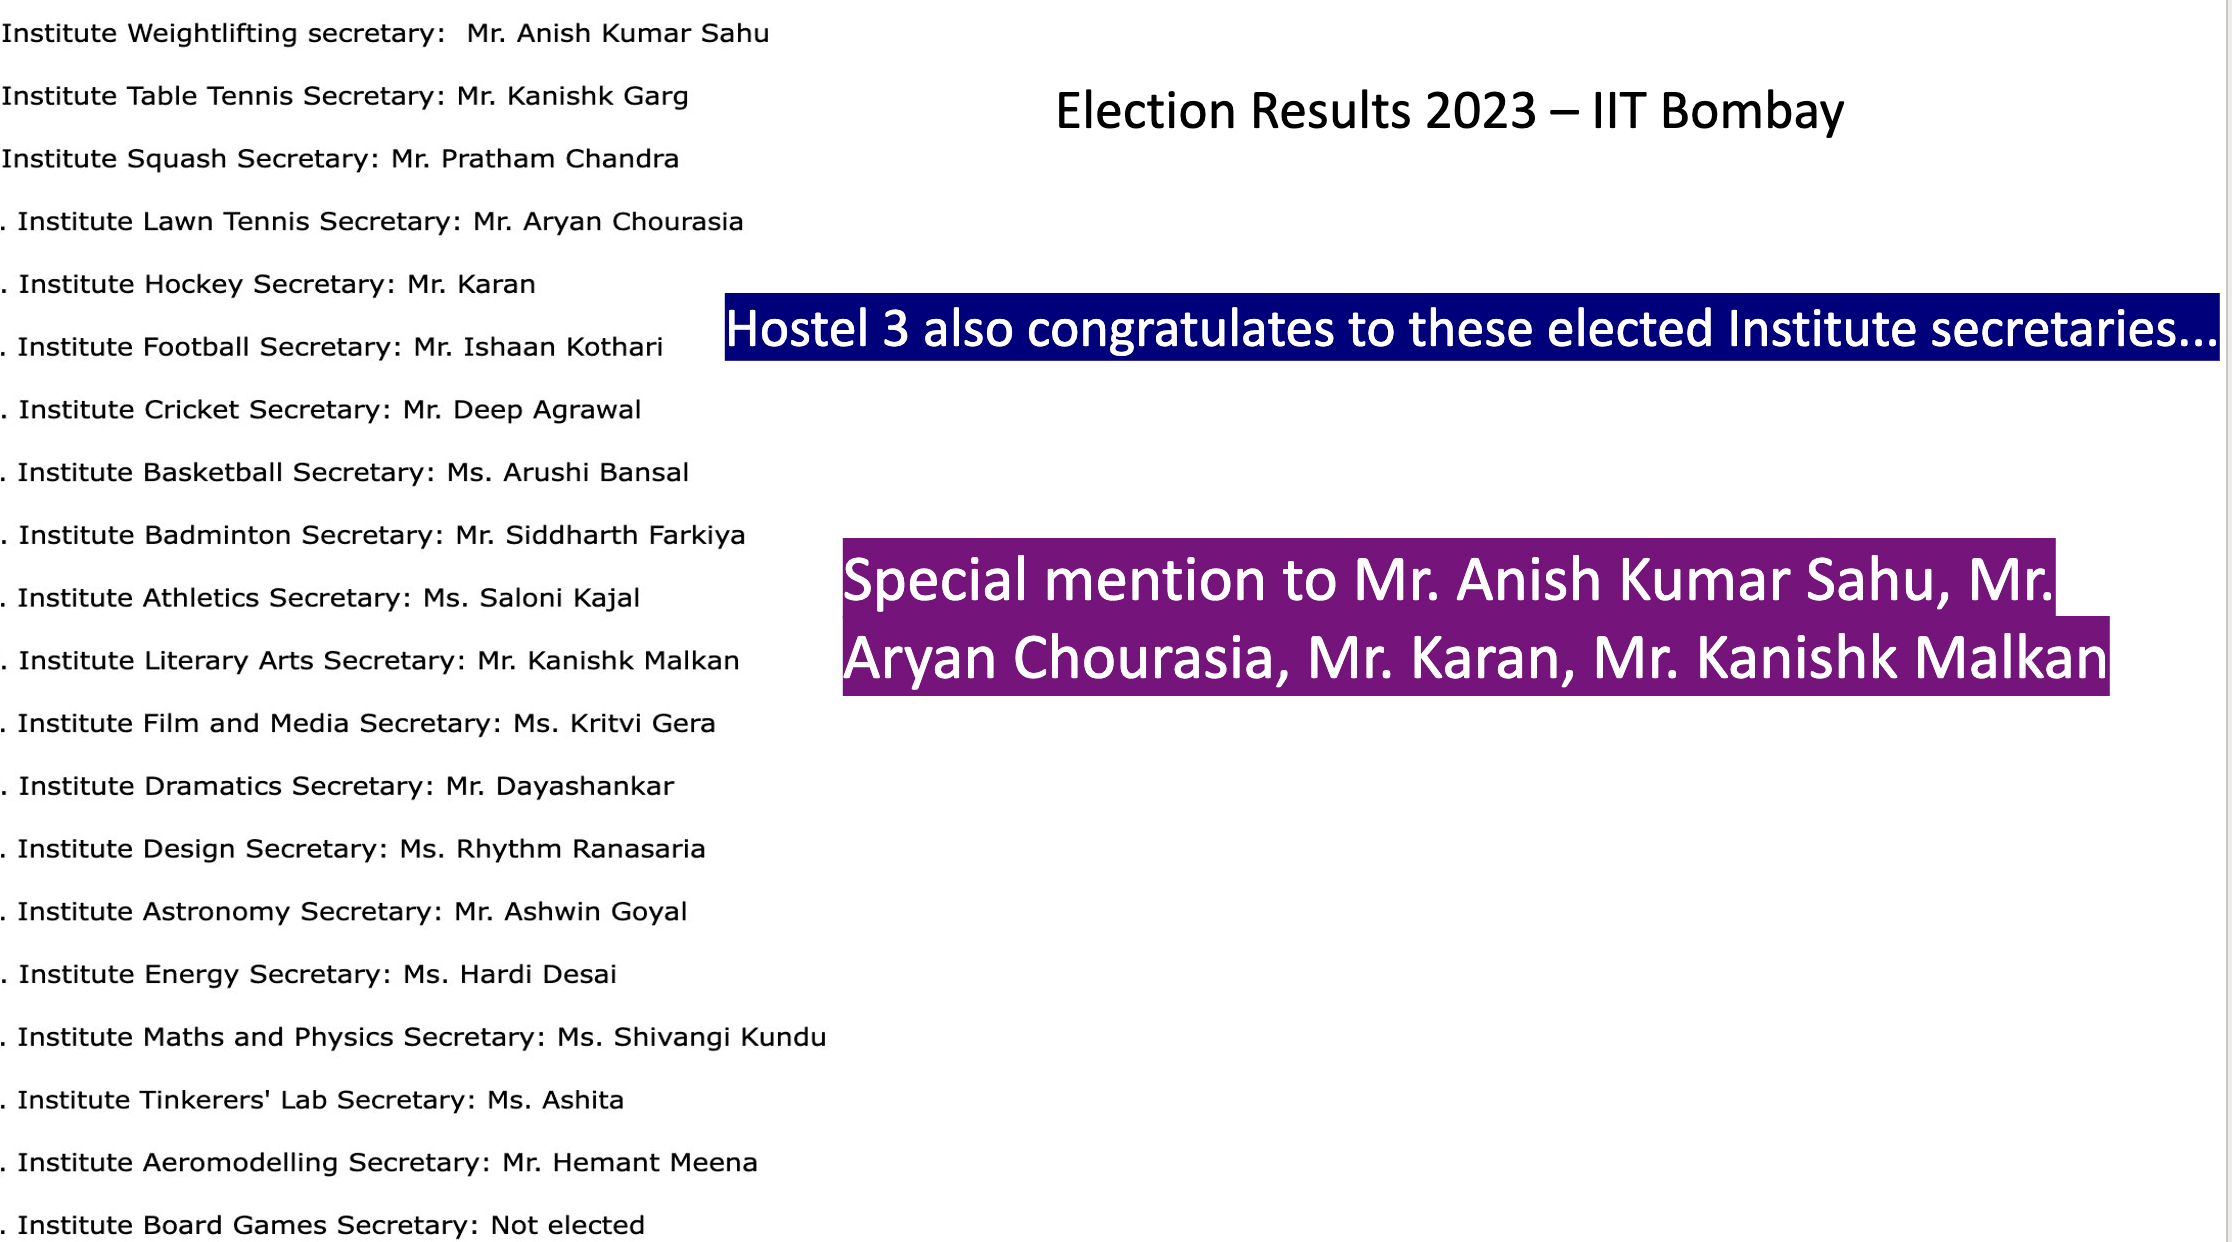 Institute Weightlifting secretary:  Mr. Anish Kumar Sahu
Institute Table Tennis Secretary: Mr. Kanishk Garg
Institute Squash Secretary: Mr. Pratham Chandra
. Institute Lawn Tennis Secretary: Mr. Aryan Chourasia
. Institute Hockey Secretary: Mr. Karan
. Institute Football Secretary: Mr. Ishaan Kothari
. Institute Cricket Secretary: Mr. Deep Agrawal
. Institute Basketball Secretary: Ms. Arushi Bansal
. Institute Badminton Secretary: Mr. Siddharth Farkiya
. Institute Athletics Secretary: Ms. Saloni Kajal
. Institute Literary Arts Secretary: Mr. Kanishk Malkan
. Institute Film and Media Secretary: Ms. Kritvi Gera
. Institute Dramatics Secretary: Mr. Dayashankar
. Institute Design Secretary: Ms. Rhythm Ranasaria
. Institute Astronomy Secretary: Mr. Ashwin Goyal
. Institute Energy Secretary: Ms. Hardi Desai
. Institute Maths and Physics Secretary: Ms. Shivangi Kundu
. Institute Tinkerers' Lab Secretary: Ms. Ashita
. Institute Aeromodelling Secretary: Mr. Hemant Meena
. Institute Board Games Secretary: Not elected
Election Results 2023 – IIT Bombay
Hostel 3 also congratulates to these elected Institute secretaries...
Special mention to Mr. Anish Kumar Sahu, Mr.
Aryan Chourasia, Mr. Karan, Mr. Kanishk Malkan